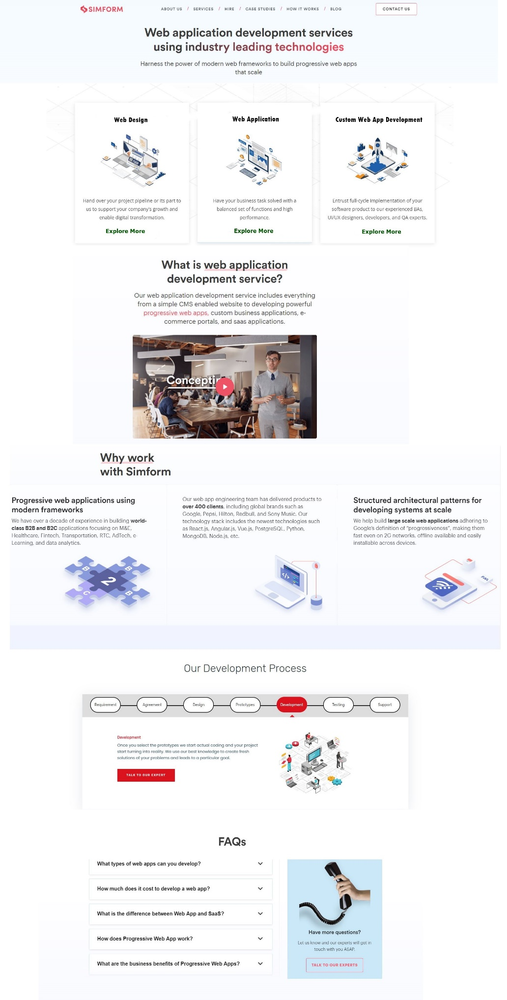 SIMFORM
ABOUT US / SERVICES / HIRE / CASE STUDIES / HOW IT WORKS / BLOG
CONTACT US
Web application development services
using industry leading technologies
Harness the power of modern web frameworks to build progressive web apps
that scale
Web Design
Hand over your project pipeline or its part to
us to support your company's growth and
enable digital transformation.
Explore More
Web Application
.NET
Have your business task solved with a
balanced set of functions and high
performance.
Explore More
Custom Web App Development
Entrust full-cycle implementation of your
software product to our experienced BAs,
UI/UX designers, developers, and QA experts.
Explore More
What is web application
development service?
Our web application development service includes everything
from a simple CMS enabled website to developing powerful
progressive web apps, custom business applications, e-
commerce portals, and saas applications.
Conceptin
Why work
with Simform
Progressive web applications using
modern frameworks
We have over a decade of experience in building world-
class B2B and B2C applications focusing on M&E,
Healthcare, Fintech, Transportation, RTC, AdTech, e-
Learning, and data analytics.
B
B
2
C
B
Our web app engineering team has delivered products to
over 400 clients, including global brands such as
Google, Pepsi, Hilton, Redbull, and Sony Music. Our
technology stack includes the newest technologies such
as React.js, Angular.js, Vue.js, PostgreSQL, Python,
MongoDB, Node.js, etc.
</>
Structured architectural patterns for
developing systems at scale
We help build large scale web applications adhering to
Google's definition of “progressiveness”, making them
fast even on 2G networks, offline-available and easily
installable across devices.
PWA
Our Development Process
Requirement
Agreement
Design
Prototypes
Development
Testing
Support
Development
Once you select the prototypes we start actual coding and your project
start turning into reality. We use our best knowledge to create fresh
solutions of your problems and leads to a particular goal.
TALK TO OUR EXPERT
FAQs
What types of web apps can you develop?
How much does it cost to develop a web app?
What is the difference between Web App and SaaS?
How does Progressive Web App work?
What are the business benefits of Progressive Web Apps?
Have more questions?
Let us know and our experts will get in
touch with you ASAP.
TALK TO OUR EXPERTS